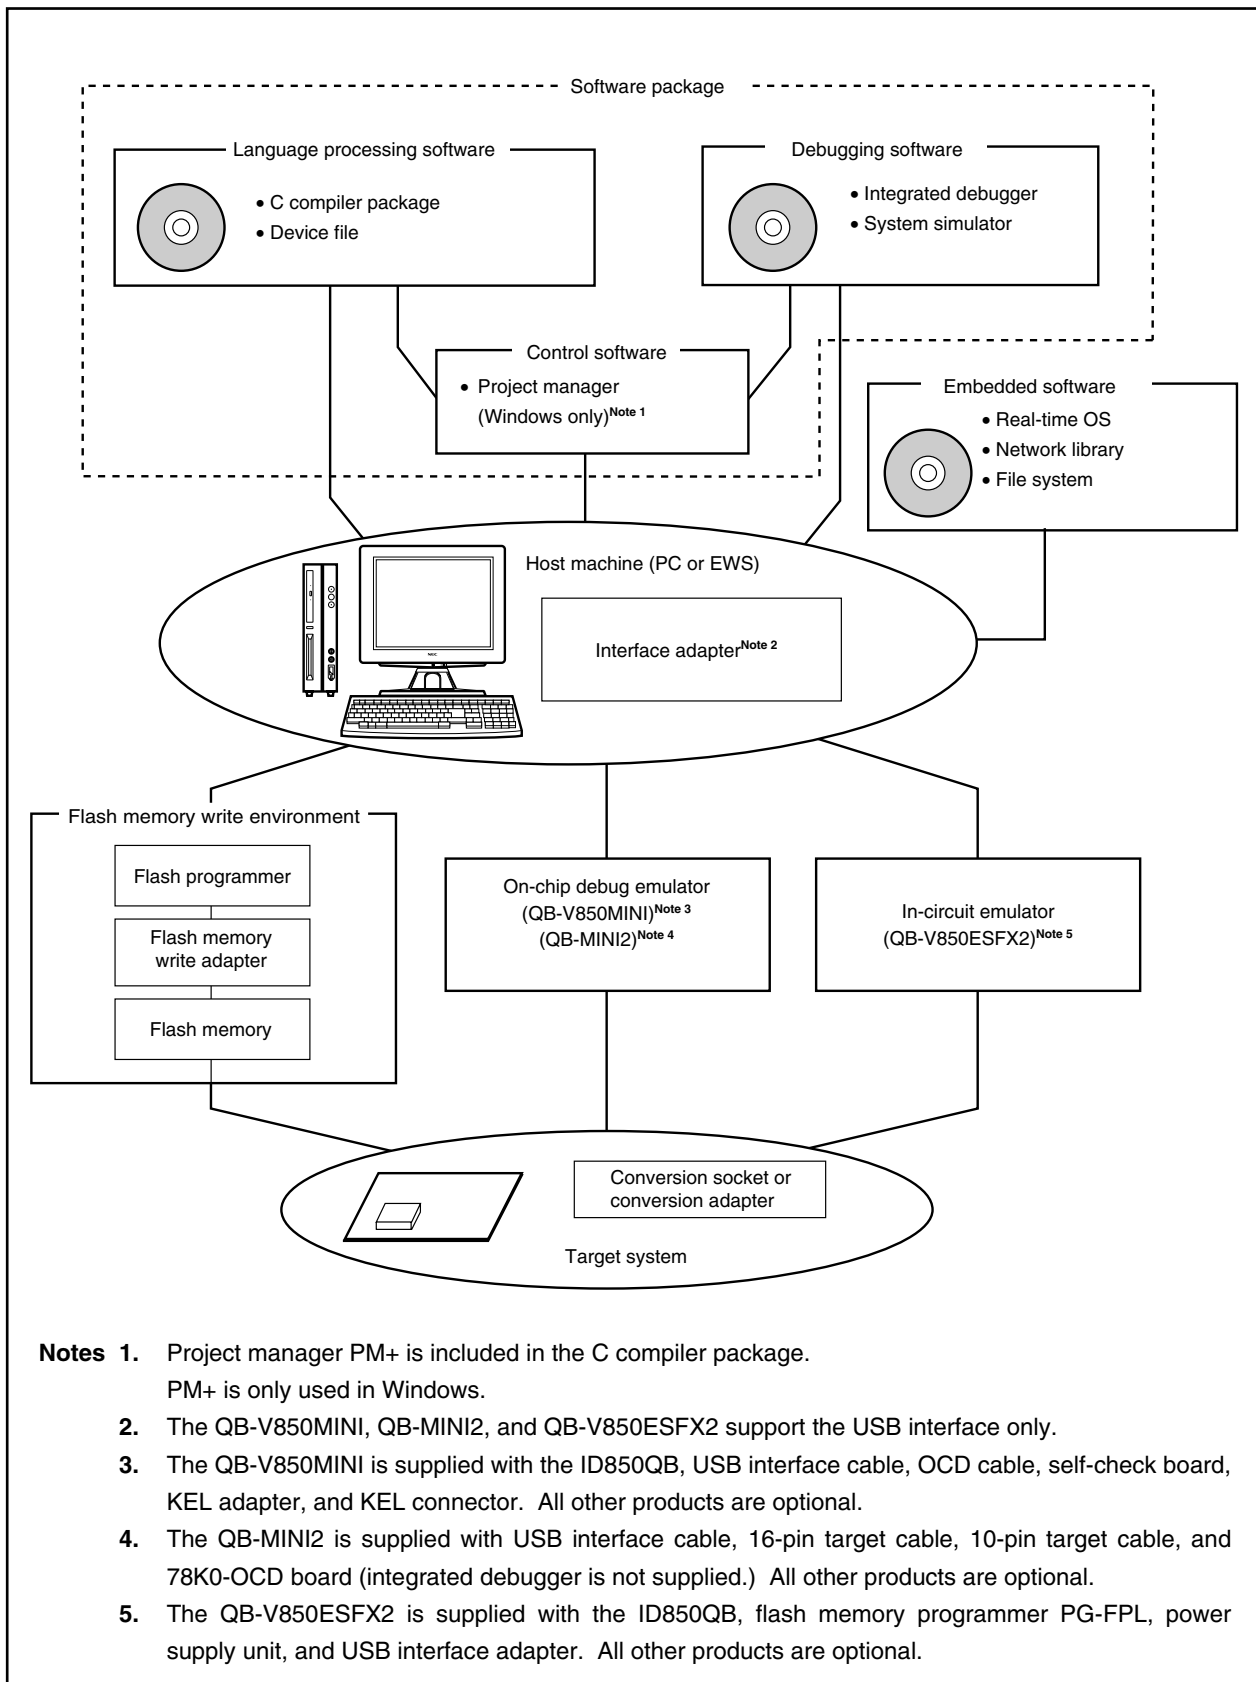 Software package
Language processing software
• C compiler package
• Device file
Debugging software
• Integrated debugger
• System simulator
Control software
• Project manager
(Windows only)Note 1
Embedded software
• Real-time OS
• Network library
• File system
Host machine (PC or EWS)
Interface adapterNote 2
NEC
Flash memory write environment
Flash programmer
Flash memory
write adapter
Flash memory
On-chip debug emulator
(QB-V850MINI)Note 3
(QB-MINI2)Note 4
In-circuit emulator
(QB-V850ESFX2)Note 5
Conversion socket or
conversion adapter
Target system
Notes 1. Project manager PM+ is included in the C compiler package.
PM+ is only used in Windows.
2. The QB-V850MINI, QB-MINI2, and QB-V850ESFX2 support the USB interface only.
3. The QB-V850MINI is supplied with the ID850QB, USB interface cable, OCD cable, self-check board,
KEL adapter, and KEL connector. All other products are optional.
4. The QB-MINI2 is supplied with USB interface cable, 16-pin target cable, 10-pin target cable, and
78K0-OCD board (integrated debugger is not supplied.) All other products are optional.
5. The QB-V850ESFX2 is supplied with the ID850QB, flash memory programmer PG-FPL, power
supply unit, and USB interface adapter. All other products are optional.